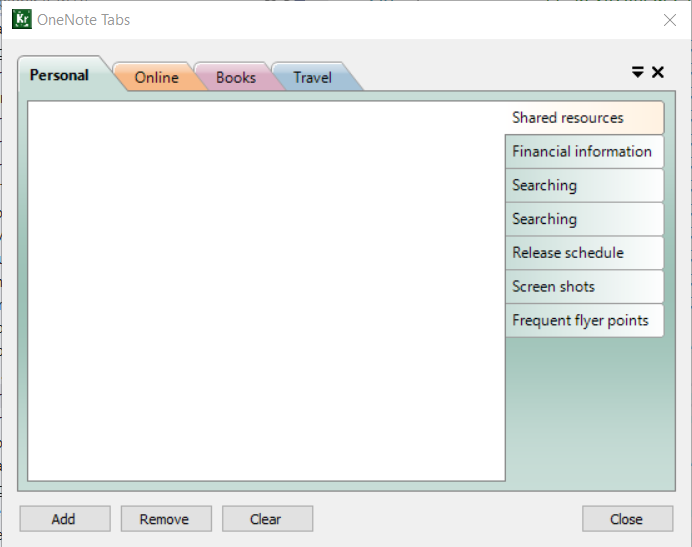 Kr OneNote Tabs
Personal Online Books Travel
Shared resources
Financial information
Searching
Searching
Release schedule
Screen shots
Frequent flyer points
Add Remove Clear Close